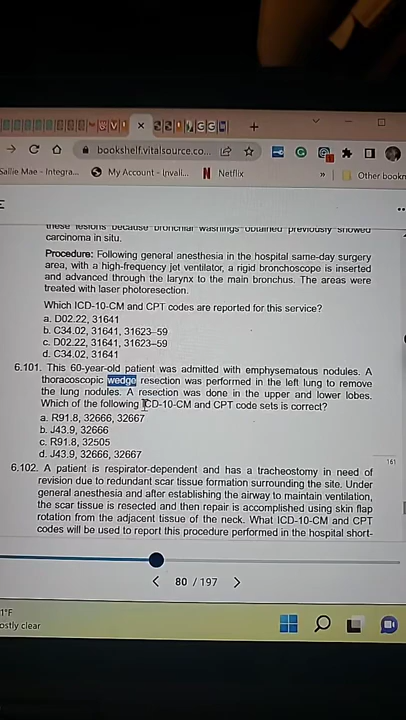 bookshelf.vitalsource.co...
Sallie Mae – Integra... My Account – (Invali... Netflix » Other bookn
these lesions because bronchial washings obtained previously showed
carcinoma in situ.
Procedure: Following general anesthesia in the hospital same-day surgery
area, with a high-frequency jet ventilator, a rigid bronchoscope is inserted
and advanced through the larynx to the main bronchus. The areas were
treated with laser photoresection.
Which ICD-10-CM and CPT codes are reported for this service?
a. D02.22, 31641
b. C34.02, 31641, 31623–59
c. D02.22, 31641, 31623–59
d. C34.02, 31641
6.101. This 60-year-old patient was admitted with emphysematous nodules. A
thoracoscopic wedge resection was performed in the left lung to remove
the lung nodules. A resection was done in the upper and lower lobes.
Which of the following ICD-10-CM and CPT code sets is correct?
a. R91.8, 32666, 32667
b. J43.9, 32666
c. R91.8, 32505
d. J43.9, 32666, 32667
161
6.102. A patient is respirator-dependent and has a tracheostomy in need of
revision due to redundant scar tissue formation surrounding the site. Under
general anesthesia and after establishing the airway to maintain ventilation,
the scar tissue is resected and then repair is accomplished using skin flap
rotation from the adjacent tissue of the neck. What ICD-10-CM and CPT
codes will be used to report this procedure performed in the hospital short-
80 / 197
1°F
ostly clear